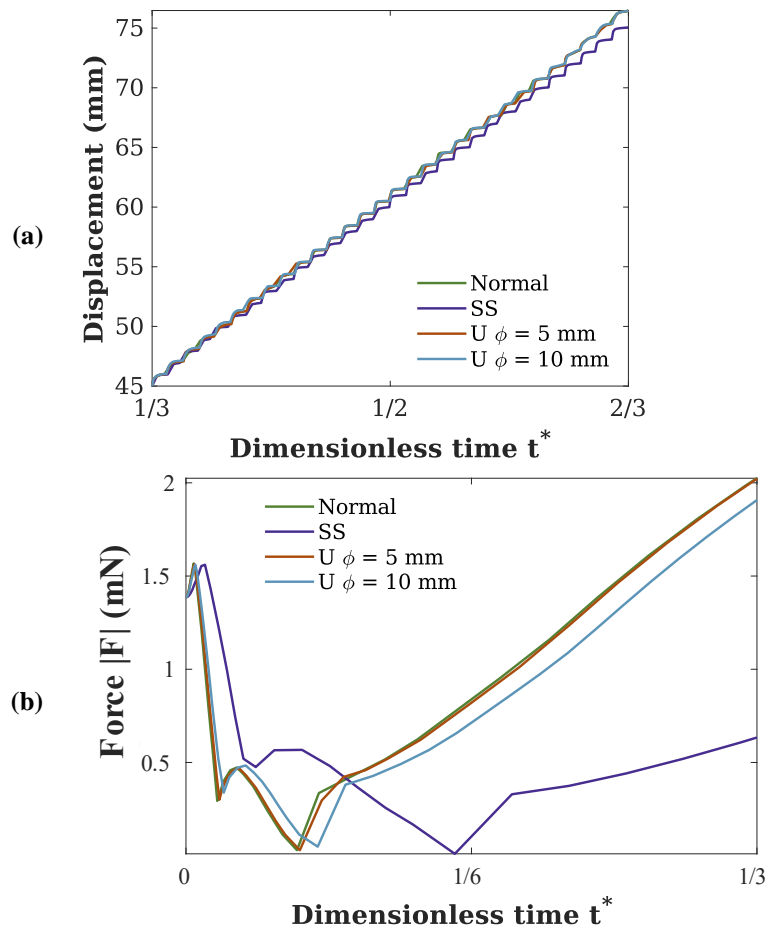 75
70
65
60
55
50
45
Displacement (mm)
(a)
Normal
SS
U ϕ = 5 mm
U ϕ = 10 mm
1/3
1/2
2/3
Dimensionless time t*
2
1.5
1
0.5
Force |F| (mN)
(b)
Normal
SS
U ϕ = 5 mm
U ϕ = 10 mm
0
1/6
1/3
Dimensionless time t*